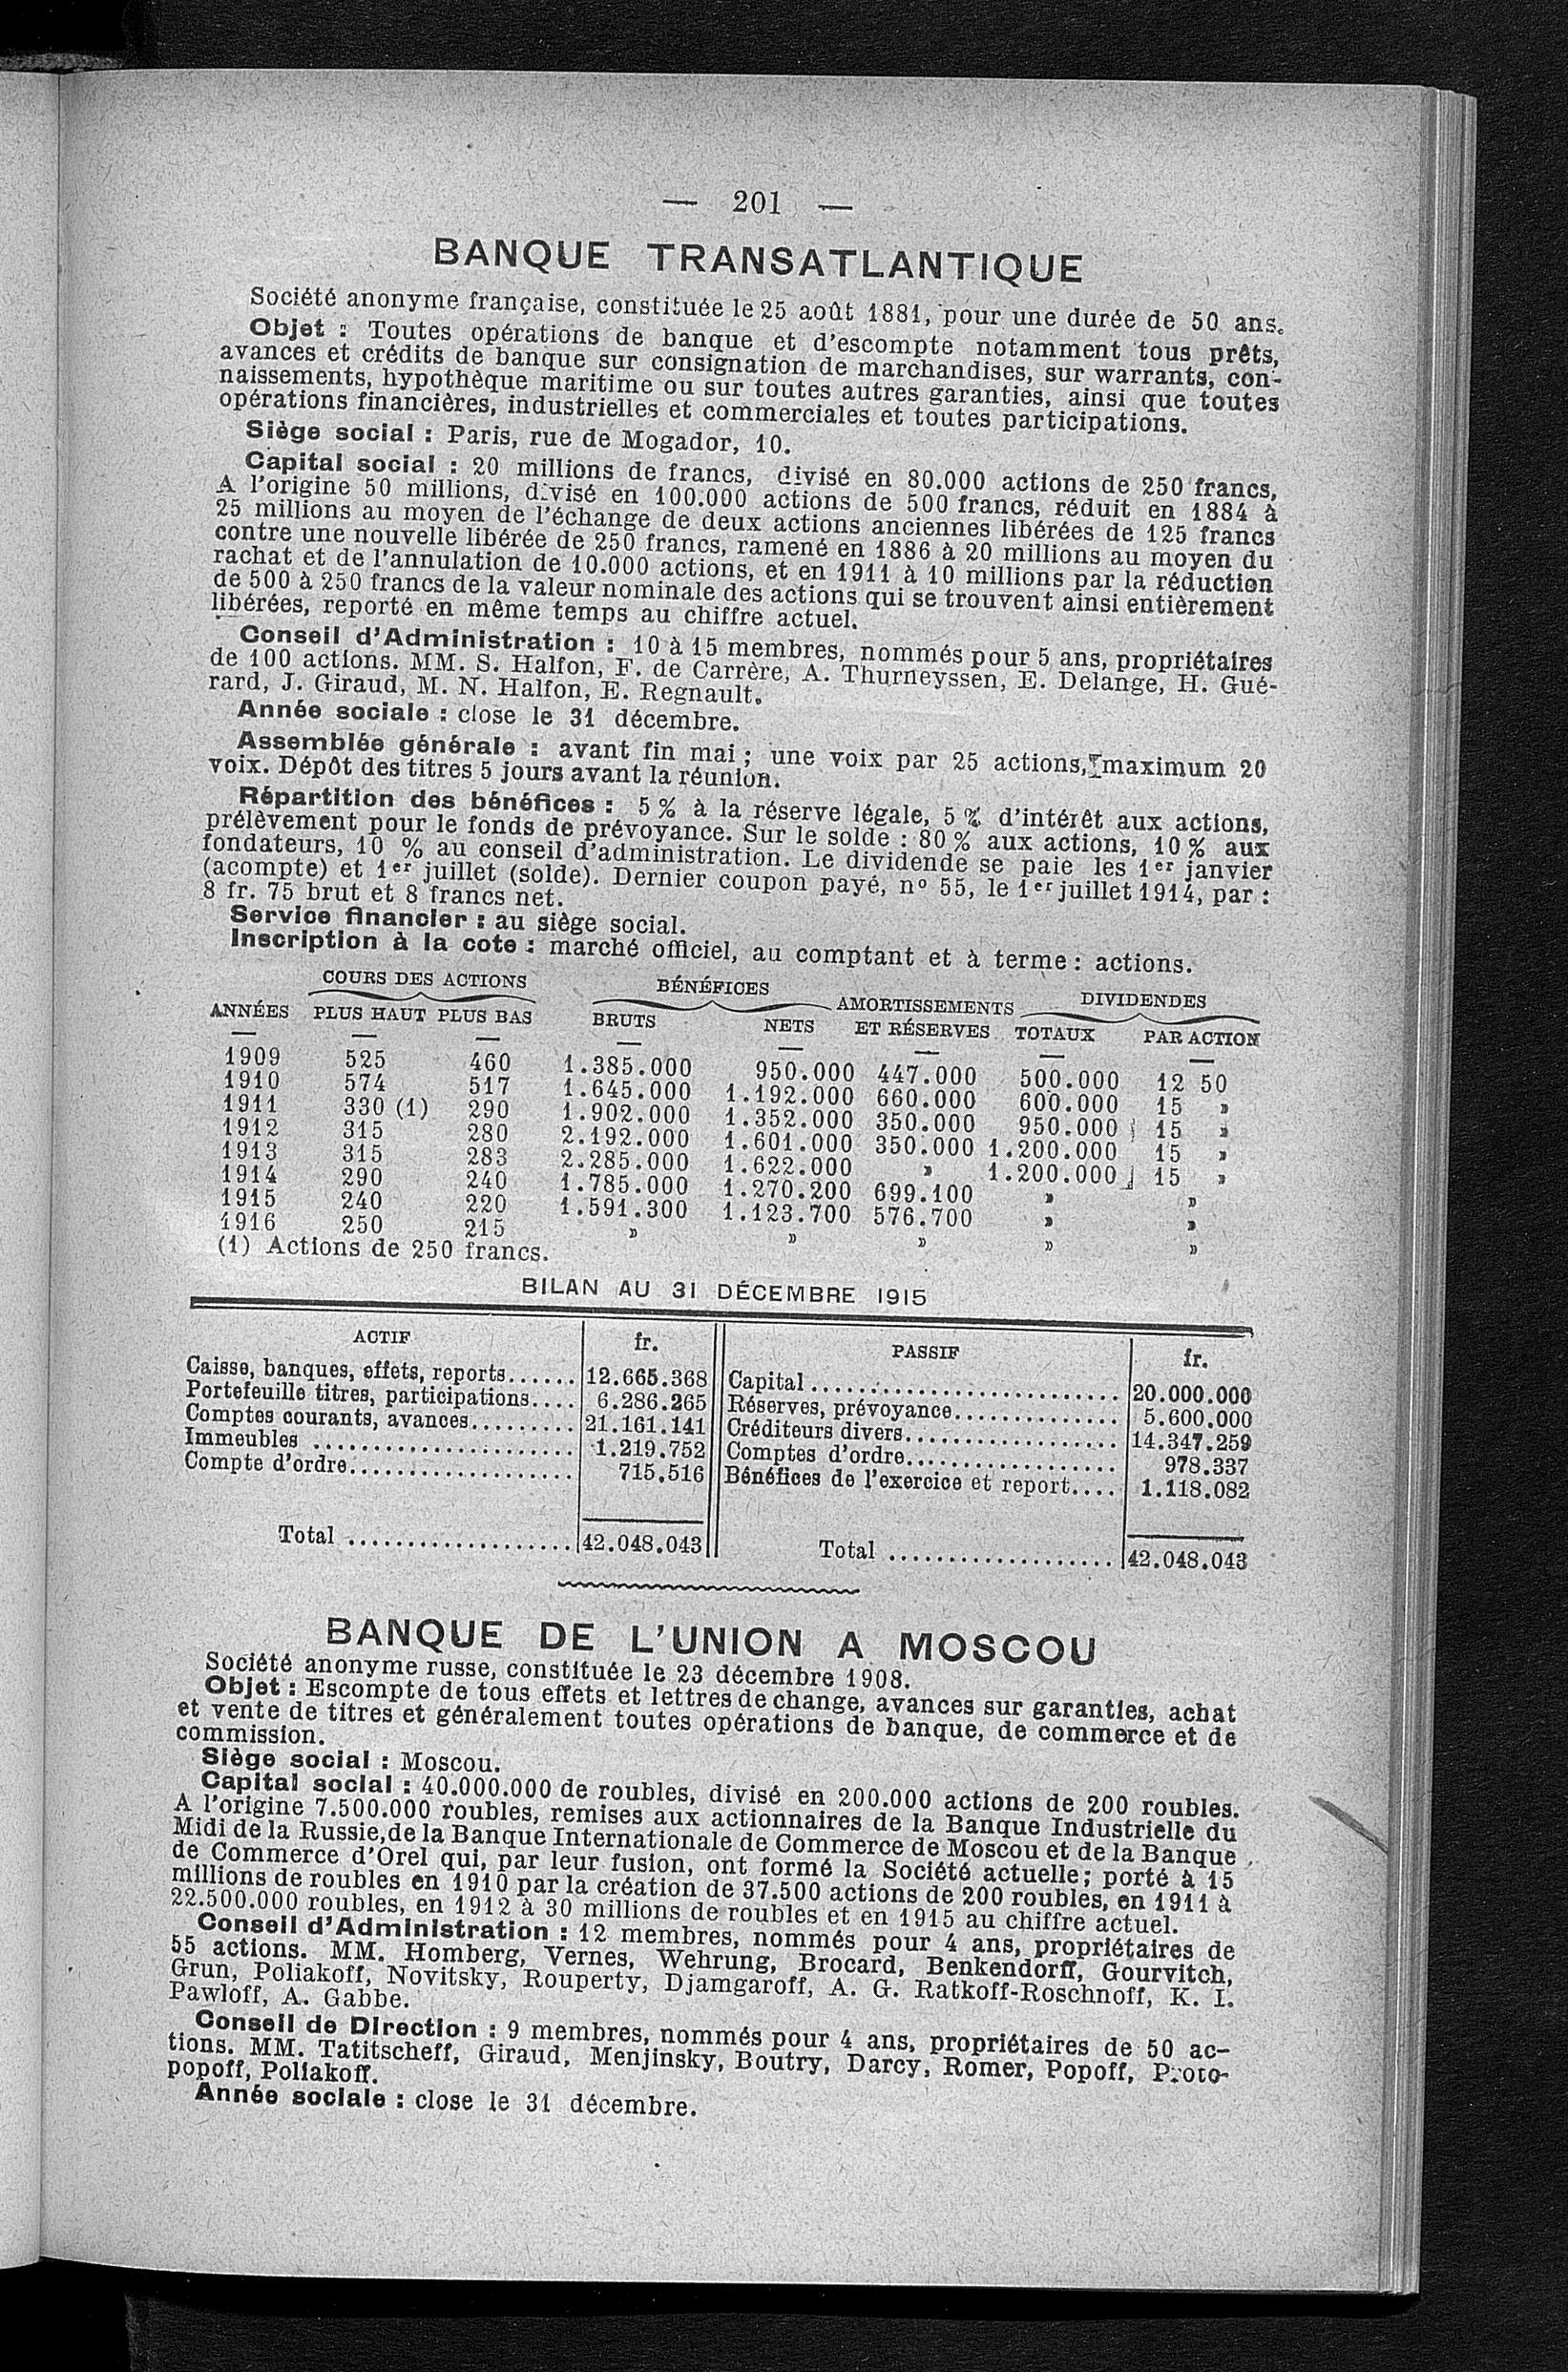 — 201 —
BANQUE TRANSATLANTIQUE
Société anonyme française, constituée le 25 août 1881, pour une durée de 50 ans.
Objet : Toutes opérations de banque et d'escompte notamment tous prêts,
avances et crédits de banque sur consignation de marchandises, sur warrants, con-
naissements, hypothèque maritime ou sur toutes autres garanties, ainsi que toutes
opérations financières, industrielles et commerciales et toutes participations.
Siège social : Paris, rue de Mogador, 10.
Capital social : 20 millions de francs, divisé en 80.000 actions de 250 francs,
A l'origine 50 millions, divisé en 100.000 actions de 500 francs, réduit en 1884 à
25 millions au moyen de l'échange de deux actions anciennes libérées de 125 francs
contre une nouvelle libérée de 250 francs, ramené en 1886 à 20 millions au moyen du
rachat et de l'annulation de 10.000 actions, et en 1911 à 10 millions par la réduction
de 500 à 250 francs de la valeur nominale des actions qui se trouvent ainsi entièrement
libérées, reporté en même temps au chiffre actuel.
Conseil d'Administration : 10 à 15 membres, nommés pour 5 ans, propriétaires
de 100 actions. MM. S. Halfon, F. de Carrère, A. Thurneyssen, E. Delange, H. Gué-
rard, J. Giraud, M. N. Halfon, E. Regnault.
Année sociale : close le 31 décembre.
Assemblée générale : avant fin mai ; une voix par 25 actions, maximum 20
voix. Dépôt des titres 5 jours avant la réunion.
Répartition des bénéfices : 5 % à la réserve légale, 5 % d'intérêt aux actions,
prélèvement pour le fonds de prévoyance. Sur le solde : 80 % aux actions, 10 % aux
fondateurs, 10 % au conseil d'administration. Le dividende se paie les 1er janvier
(acompte) et 1er juillet (solde). Dernier coupon payé, n° 55, le 1er juillet 1914, par :
8 fr. 75 brut et 8 francs net.
Service financier : au siège social.
Inscription à la cote : marché officiel, au comptant et à terme : actions.
COURS DES ACTIONS BÉNÉFICES AMORTISSEMENTS DIVIDENDES
ANNÉES PLUS HAUT PLUS BAS BRUTS NETS ET RÉSERVES TOTAUX PAR ACTION
1909 525 460 1.385.000 950.000 447.000 500.000 12 50
1910 574 517 1.645.000 1.192.000 660.000 600.000 15 »
1911 330 (1) 290 1.902.000 1.352.000 350.000 950.000 15 »
1912 315 280 2.192.000 1.601.000 350.000 1.200.000 15 »
1913 315 283 2.285.000 1.622.000 » 1.200.000 15 »
1914 290 240 1.785.000 1.270.200 699.100 » »
1915 240 220 1.591.300 1.123.700 576.700 » »
1916 250 215 » » » » »
(1) Actions de 250 francs.
BILAN AU 31 DÉCEMBRE 1915
ACTIF fr. PASSIF fr.
Caisse, banques, effets, reports...... 12.665.368 Capital.......................... 20.000.000
Portefeuille titres, participations.... 6.286.265 Réserves, prévoyance.............. 5.600.000
Comptes courants, avances......... 21.161.141 Créditeurs divers.................. 14.347.259
Immeubles ...................... 1.219.752 Comptes d'ordre.................. 978.337
Compte d'ordre................... 715.516 Bénéfices de l'exercice et report.... 1.118.082
Total ................... 42.048.043 Total ................... 42.048.043
BANQUE DE L'UNION A MOSCOU
Société anonyme russe, constituée le 23 décembre 1908.
Objet : Escompte de tous effets et lettres de change, avances sur garanties, achat
et vente de titres et généralement toutes opérations de banque, de commerce et de
commission.
Siège social : Moscou.
Capital social : 40.000.000 de roubles, divisé en 200.000 actions de 200 roubles.
A l'origine 7.500.000 roubles, remises aux actionnaires de la Banque Industrielle du
Midi de la Russie, de la Banque Internationale de Commerce de Moscou et de la Banque
de Commerce d'Orel qui, par leur fusion, ont formé la Société actuelle; porté à 15
millions de roubles en 1910 par la création de 37.500 actions de 200 roubles, en 1911 à
22.500.000 roubles, en 1912 à 30 millions de roubles et en 1915 au chiffre actuel.
Conseil d'Administration : 12 membres, nommés pour 4 ans, propriétaires de
55 actions. MM. Homberg, Vernes, Wehrung, Brocard, Benkendorff, Gourvitch,
Grun, Poliakoff, Novitsky, Rouperty, Djamgaroff, A. G. Ratkoff-Roschnoff, K. I.
Pawloff, A. Gabbe.
Conseil de Direction : 9 membres, nommés pour 4 ans, propriétaires de 50 ac-
tions. MM. Tatitscheff, Giraud, Menjinsky, Boutry, Darcy, Romer, Popoff, Proto-
popoff, Poliakoff.
Année sociale : close le 31 décembre.